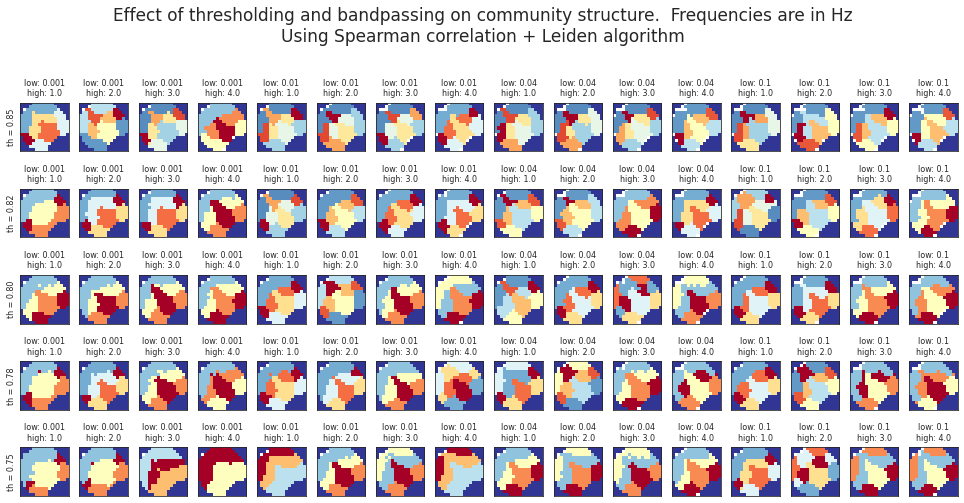 Effect of thresholding and bandpassing on community structure.  Frequencies are in Hz
Using Spearman correlation + Leiden algorithm
low: 0.001 low: 0.001 low: 0.001 low: 0.001 low: 0.01 low: 0.01 low: 0.01 low: 0.01 low: 0.04 low: 0.04 low: 0.04 low: 0.04 low: 0.1 low: 0.1 low: 0.1 low: 0.1
high: 1.0 high: 2.0 high: 3.0 high: 4.0 high: 1.0 high: 2.0 high: 3.0 high: 4.0 high: 1.0 high: 2.0 high: 3.0 high: 4.0 high: 1.0 high: 2.0 high: 3.0 high: 4.0
th = 0.85
low: 0.001 low: 0.001 low: 0.001 low: 0.001 low: 0.01 low: 0.01 low: 0.01 low: 0.01 low: 0.04 low: 0.04 low: 0.04 low: 0.04 low: 0.1 low: 0.1 low: 0.1 low: 0.1
high: 1.0 high: 2.0 high: 3.0 high: 4.0 high: 1.0 high: 2.0 high: 3.0 high: 4.0 high: 1.0 high: 2.0 high: 3.0 high: 4.0 high: 1.0 high: 2.0 high: 3.0 high: 4.0
th = 0.82
low: 0.001 low: 0.001 low: 0.001 low: 0.001 low: 0.01 low: 0.01 low: 0.01 low: 0.01 low: 0.04 low: 0.04 low: 0.04 low: 0.04 low: 0.1 low: 0.1 low: 0.1 low: 0.1
high: 1.0 high: 2.0 high: 3.0 high: 4.0 high: 1.0 high: 2.0 high: 3.0 high: 4.0 high: 1.0 high: 2.0 high: 3.0 high: 4.0 high: 1.0 high: 2.0 high: 3.0 high: 4.0
th = 0.80
low: 0.001 low: 0.001 low: 0.001 low: 0.001 low: 0.01 low: 0.01 low: 0.01 low: 0.01 low: 0.04 low: 0.04 low: 0.04 low: 0.04 low: 0.1 low: 0.1 low: 0.1 low: 0.1
high: 1.0 high: 2.0 high: 3.0 high: 4.0 high: 1.0 high: 2.0 high: 3.0 high: 4.0 high: 1.0 high: 2.0 high: 3.0 high: 4.0 high: 1.0 high: 2.0 high: 3.0 high: 4.0
th = 0.78
low: 0.001 low: 0.001 low: 0.001 low: 0.001 low: 0.01 low: 0.01 low: 0.01 low: 0.01 low: 0.04 low: 0.04 low: 0.04 low: 0.04 low: 0.1 low: 0.1 low: 0.1 low: 0.1
high: 1.0 high: 2.0 high: 3.0 high: 4.0 high: 1.0 high: 2.0 high: 3.0 high: 4.0 high: 1.0 high: 2.0 high: 3.0 high: 4.0 high: 1.0 high: 2.0 high: 3.0 high: 4.0
th = 0.75